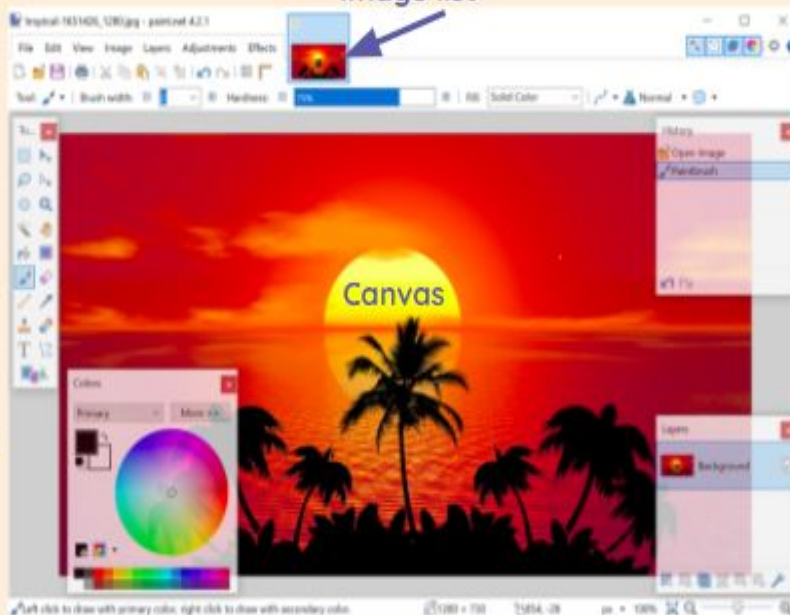 Image list
tropical-1651426_1280.jpg - paint.net 4.2.1
File Edit View Image Layers Adjustments Effects
Tool: Brush width: Hardness: 75% Fill: Solid Color Normal
To...
History
Open Image
Paintbrush
Canvas
Colors
Primary More >>
Layers
Background
Left click to draw with primary color, right click to draw with secondary color.
px 100%